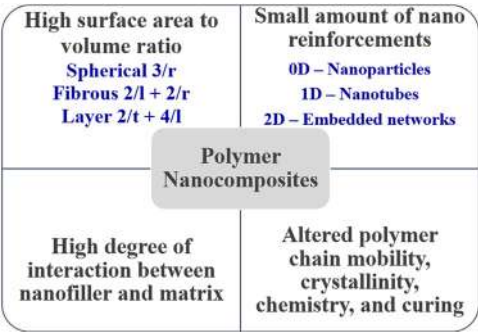 High surface area to
volume ratio
Spherical 3/r
Fibrous 2/l + 2/r
Layer 2/t + 4/l
Small amount of nano
reinforcements
0D – Nanoparticles
1D – Nanotubes
2D – Embedded networks
Polymer
Nanocomposites
High degree of
interaction between
nanofiller and matrix
Altered polymer
chain mobility,
crystallinity,
chemistry, and curing